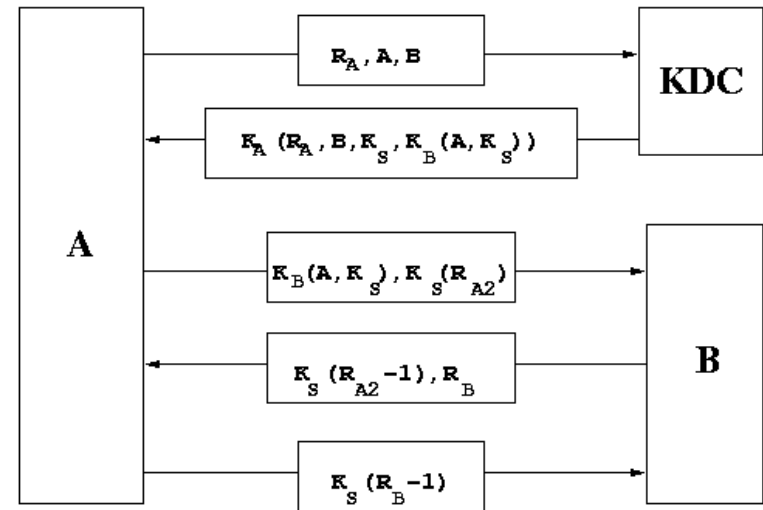 R_A, A, B
KDC
K_A (R_A, B, K_S, K_B (A, K_S))
A
K_B (A, K_S), K_S (R_A2)
B
K_S (R_A2 -1), R_B
K_S (R_B -1)